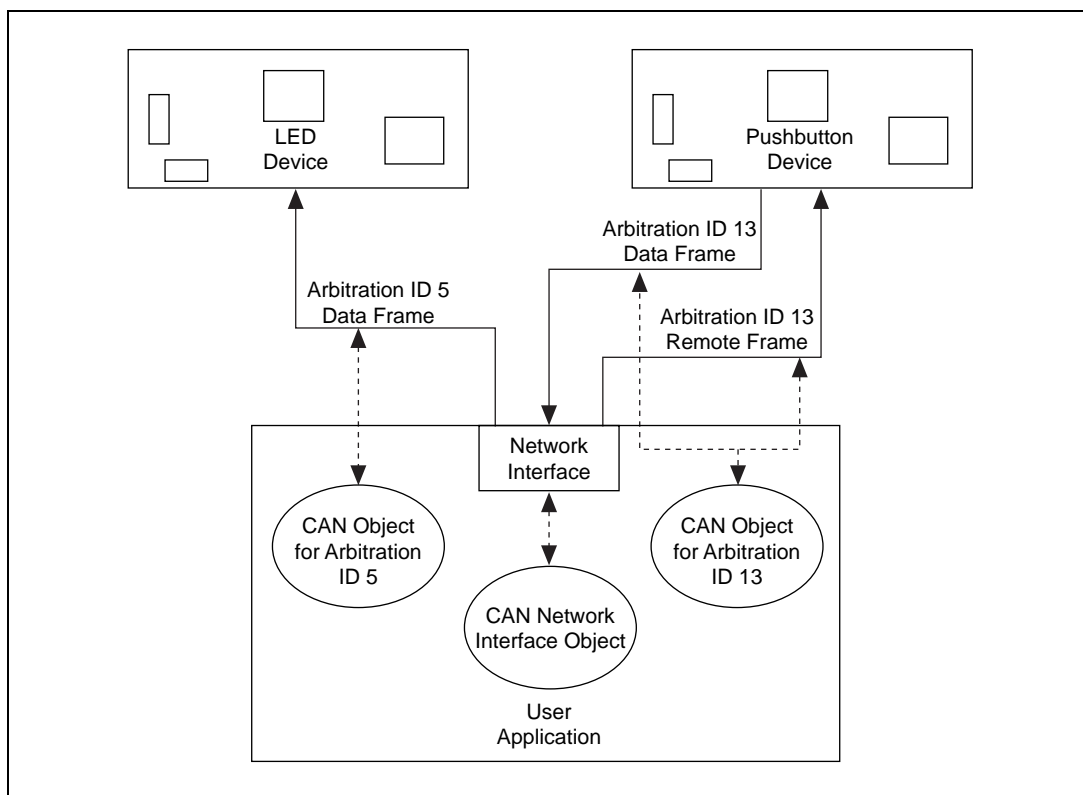 LED
Device
Pushbutton
Device
Arbitration ID 13
Data Frame
Arbitration ID 5
Data Frame
Arbitration ID 13
Remote Frame
Network
Interface
CAN Object
for Arbitration
ID 5
CAN Object
for Arbitration
ID 13
CAN Network
Interface Object
User
Application